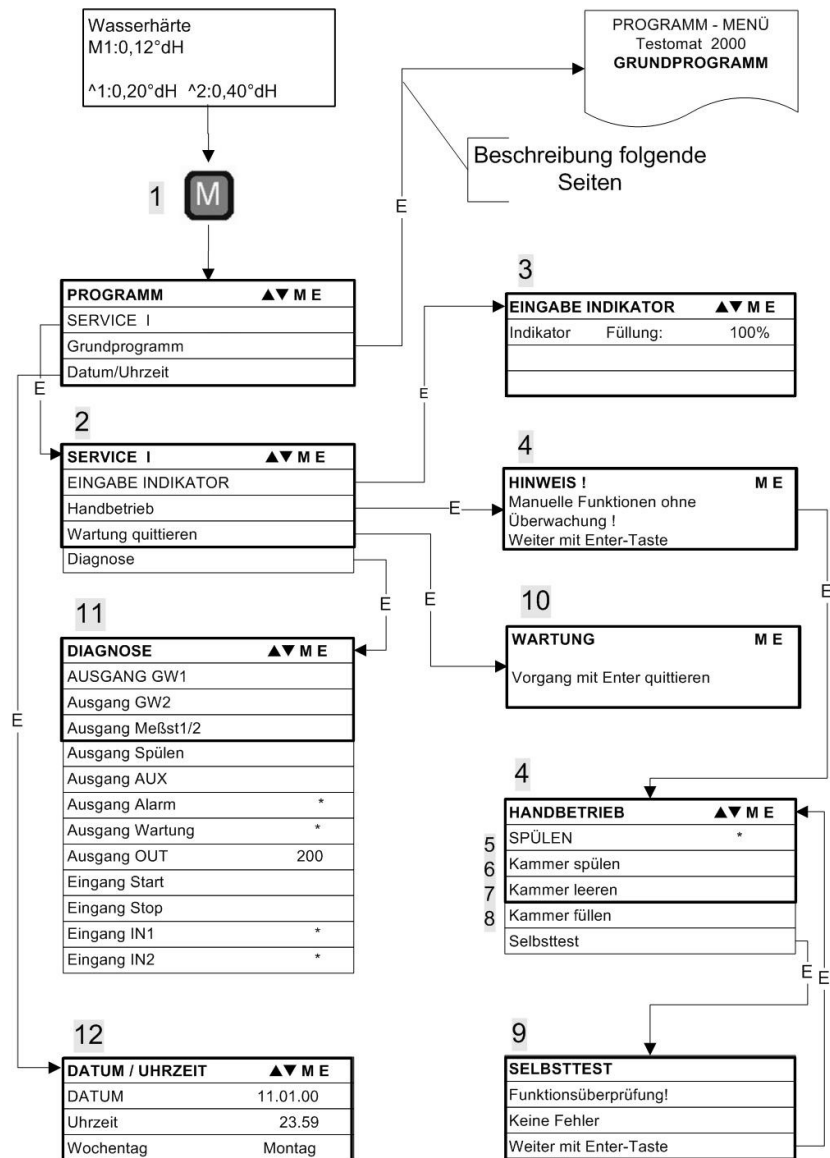 Wasserhärte
M1:0,12°dH
^1:0,20°dH ^2:0,40°dH
PROGRAMM - MENÜ
Testomat 2000
GRUNDPROGRAMM
Beschreibung folgende
Seiten
1
M
E
PROGRAMM ▲▼ M E
SERVICE I
Grundprogramm
Datum/Uhrzeit
E
E
E
3
EINGABE INDIKATOR ▲▼ M E
Indikator Füllung: 100%
2
SERVICE I ▲▼ M E
EINGABE INDIKATOR
Handbetrieb
Wartung quittieren
Diagnose
E
E
E
4
HINWEIS ! M E
Manuelle Funktionen ohne
Überwachung !
Weiter mit Enter-Taste
E
10
WARTUNG M E
Vorgang mit Enter quittieren
11
DIAGNOSE ▲▼ M E
AUSGANG GW1
Ausgang GW2
Ausgang Meßst1/2
Ausgang Spülen
Ausgang AUX
Ausgang Alarm *
Ausgang Wartung *
Ausgang OUT 200
Eingang Start
Eingang Stop
Eingang IN1 *
Eingang IN2 *
E
4
HANDBETRIEB ▲▼ M E
5 SPÜLEN *
6 Kammer spülen
7 Kammer leeren
8 Kammer füllen
Selbsttest
E
E
12
DATUM / UHRZEIT ▲▼ M E
DATUM 11.01.00
Uhrzeit 23.59
Wochentag Montag
9
SELBSTTEST
Funktionsüberprüfung!
Keine Fehler
Weiter mit Enter-Taste